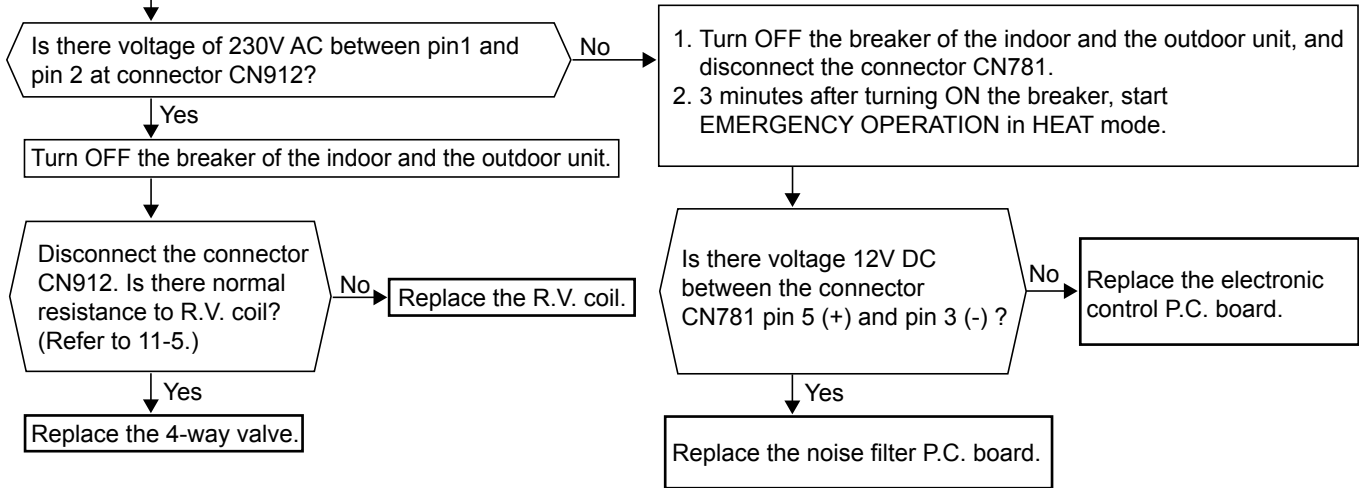 Is there voltage of 230V AC between pin1 and
pin 2 at connector CN912?
No
1. Turn OFF the breaker of the indoor and the outdoor unit, and
disconnect the connector CN781.
2. 3 minutes after turning ON the breaker, start
EMERGENCY OPERATION in HEAT mode.
Yes
Turn OFF the breaker of the indoor and the outdoor unit.
Disconnect the connector
CN912. Is there normal
resistance to R.V. coil?
(Refer to 11-5.)
No
Replace the R.V. coil.
Yes
Replace the 4-way valve.
Is there voltage 12V DC
between the connector
CN781 pin 5 (+) and pin 3 (-) ?
No
Replace the electronic
control P.C. board.
Yes
Replace the noise filter P.C. board.